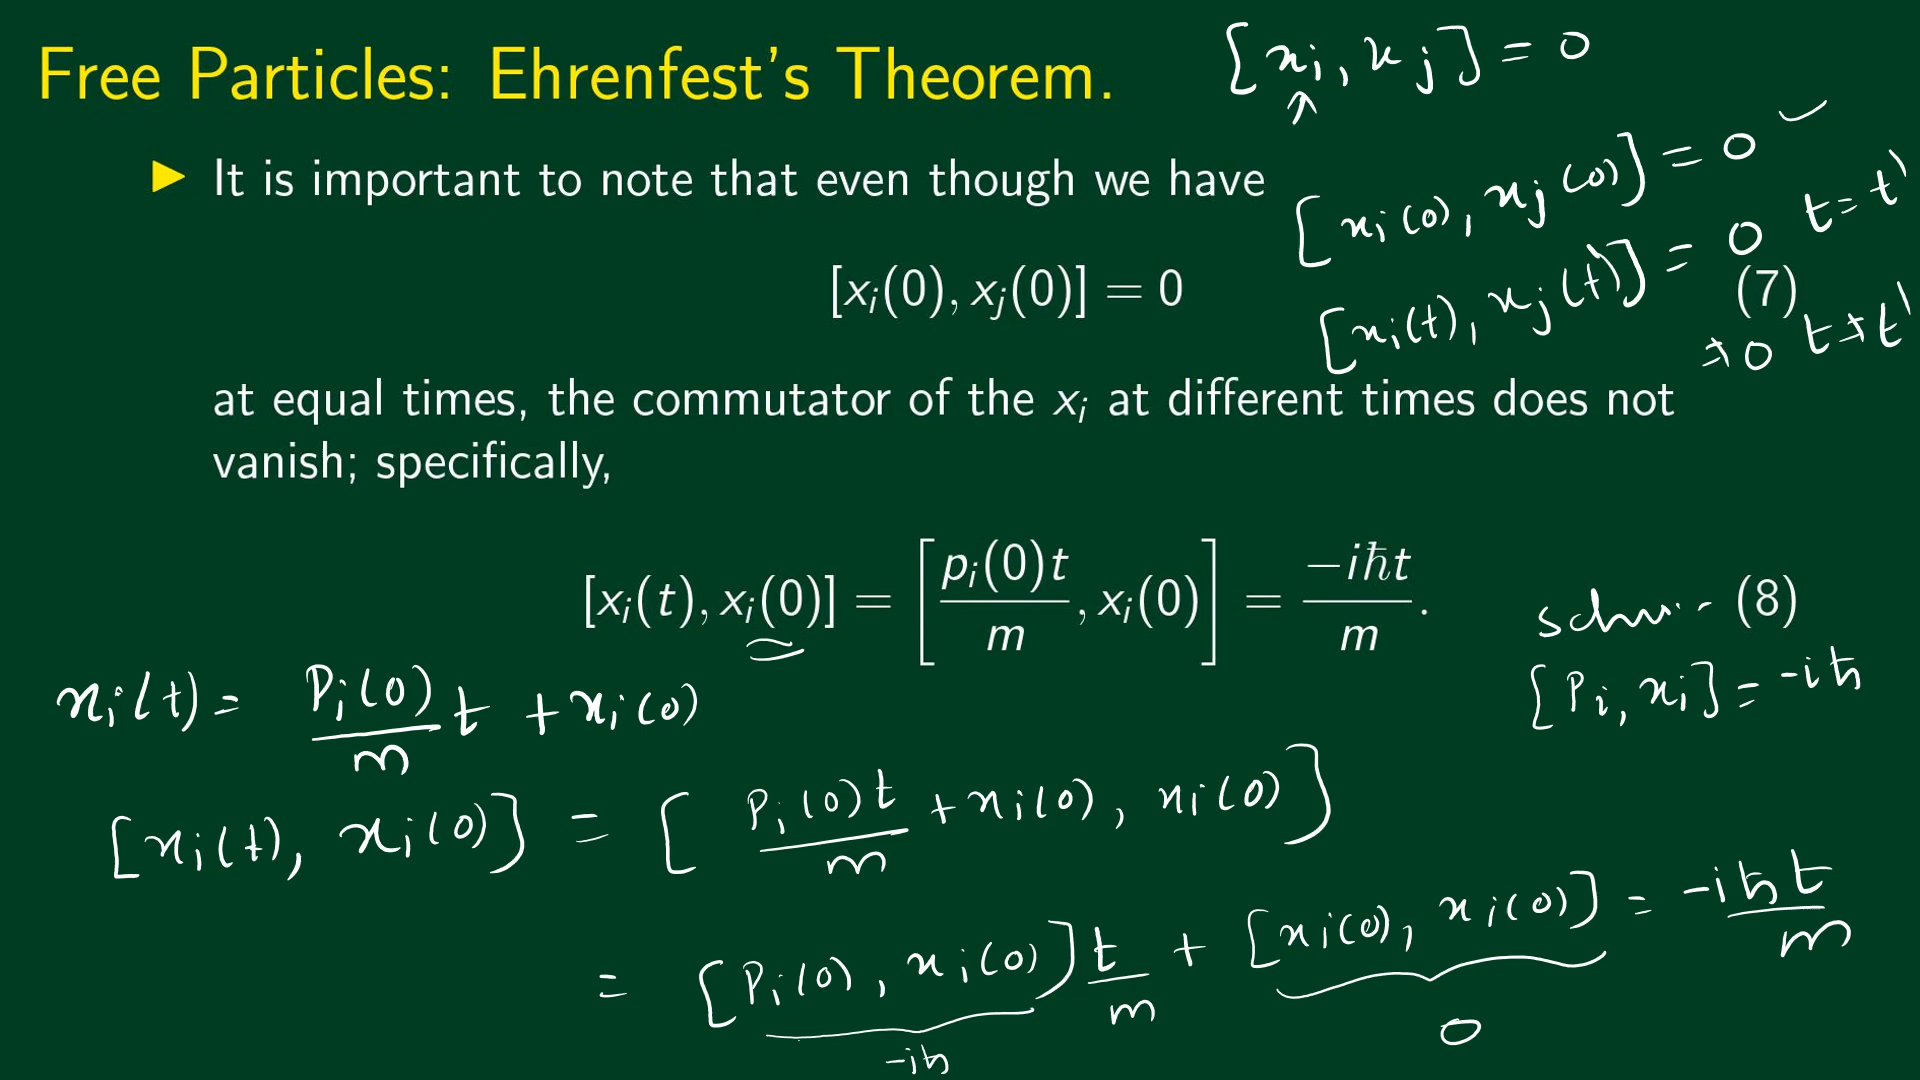 Free Particles: Ehrenfest's Theorem.
[xᵢ, xⱼ] = 0
▶ It is important to note that even though we have
[xᵢ(0), xⱼ(0)] = 0
t = t'
[xᵢ(0), xⱼ(0)] = 0 (7)
[xᵢ(t), xⱼ(t')] = 0
≠ 0 t ≠ t'
at equal times, the commutator of the xᵢ at different times does not
vanish; specifically,
[xᵢ(t), xᵢ(0)] = [pᵢ(0)t/m, xᵢ(0)] = −iℏt/m. (8)
[Pᵢ, xᵢ] = -iℏ
xᵢ(t) = Pᵢ(0)/m t + xᵢ(0)
[xᵢ(t), xᵢ(0)] = [Pᵢ(0)t/m + xᵢ(0), xᵢ(0)]
= [Pᵢ(0), xᵢ(0)] t/m + [xᵢ(0), xᵢ(0)] = -iℏt/m
-iℏ 0